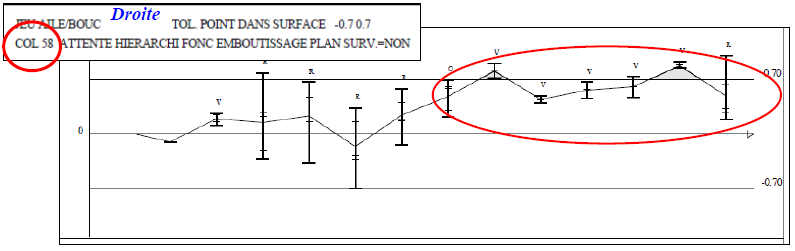 Droite
JEU AILE/BOUC TOL. POINT DANS SURFACE -0.7 0.7
COL 58 ATTENTE HIERARCHI FONC EMBOUTISSAGE PLAN SURV.=NON
V R R R R O V V V V V R
0.70
0
-0.70